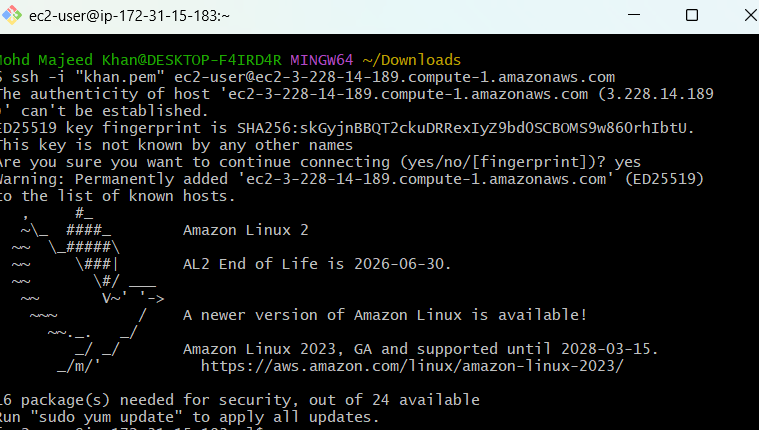 ec2-user@ip-172-31-15-183:~
Mohd Majeed Khan@DESKTOP-F4IRD4R MINGW64 ~/Downloads
$ ssh -i "khan.pem" ec2-user@ec2-3-228-14-189.compute-1.amazonaws.com
The authenticity of host 'ec2-3-228-14-189.compute-1.amazonaws.com (3.228.14.189
)' can't be established.
ED25519 key fingerprint is SHA256:skGyjnBBQT2ckuDRRexIyZ9bd0SCBOMS9w86OrhIbtU.
This key is not known by any other names
Are you sure you want to continue connecting (yes/no/[fingerprint])? yes
Warning: Permanently added 'ec2-3-228-14-189.compute-1.amazonaws.com' (ED25519)
to the list of known hosts.
   ,     #_
   ~\_  ####_        Amazon Linux 2
  ~~  \_#####\
  ~~     \###|       AL2 End of Life is 2026-06-30.
  ~~       \#/ ___
   ~~       V~' '->
    ~~~         /    A newer version of Amazon Linux is available!
      ~~._.   _/
         _/ _/       Amazon Linux 2023, GA and supported until 2028-03-15.
       _/m/'           https://aws.amazon.com/linux/amazon-linux-2023/
16 package(s) needed for security, out of 24 available
Run "sudo yum update" to apply all updates.